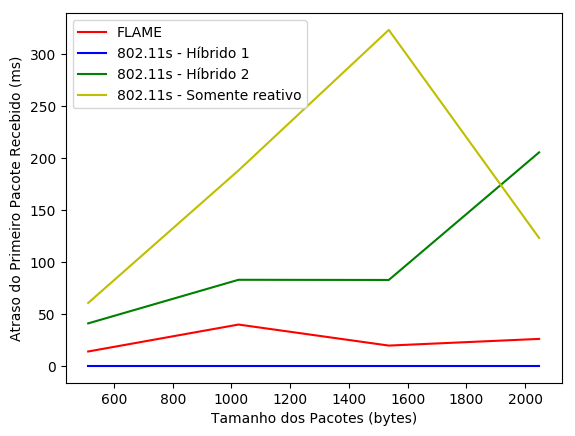 FLAME
802.11s - Híbrido 1
802.11s - Híbrido 2
802.11s - Somente reativo
Atraso do Primeiro Pacote Recebido (ms)
300
250
200
150
100
50
0
600 800 1000 1200 1400 1600 1800 2000
Tamanho dos Pacotes (bytes)